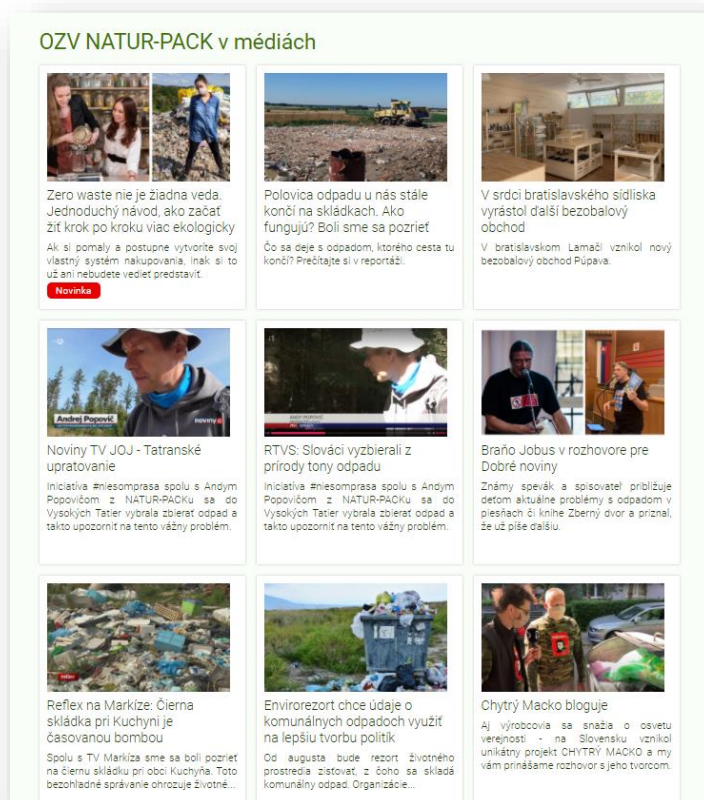 OZV NATUR-PACK v médiách
Zero waste nie je žiadna veda.
Jednoduchý návod, ako začať
žiť krok po kroku viac ekologicky
Ak si pomaly a postupne vytvoríte svoj
vlastný systém nakupovania, inak si to
už ani nebudete vedieť predstaviť.
Novinka
Polovica odpadu u nás stále
končí na skládkach. Ako
fungujú? Boli sme sa pozrieť
Čo sa deje s odpadom, ktorého cesta tu
končí? Prečítajte si v reportáži.
V srdci bratislavského sídliska
vyrástol ďalší bezobalový
obchod
V bratislavskom Lamači vznikol nový
bezobalový obchod Púpava.
Andrej Popovič
noviny
Noviny TV JOJ - Tatranské
upratovanie
Iniciatíva #niesomprasa spolu s Andym
Popovičom z NATUR-PACKu sa do
Vysokých Tatier vybrala zbierať odpad a
takto upozorniť na tento vážny problém.
ANDY POPOVIČ
RTVS: Slováci vyzbierali z
prírody tony odpadu
Iniciatíva #niesomprasa spolu s Andym
Popovičom z NATUR-PACKu sa do
Vysokých Tatier vybrala zbierať odpad a
takto upozorniť na tento vážny problém.
Braňo Jobus v rozhovore pre
Dobré noviny
Známy spevák a spisovateľ približuje
deťom aktuálne problémy s odpadom v
piesňach či knihe Zberný dvor a priznal,
že už píše ďalšiu.
reflex
Reflex na Markíze: Čierna
skládka pri Kuchyni je
časovanou bombou
Spolu s TV Markíza sme sa boli pozrieť
na čiernu skládku pri obci Kuchyňa. Toto
bezohľadné správanie ohrozuje životné...
Envirorezort chce údaje o
komunálnych odpadoch využiť
na lepšiu tvorbu politík
Od augusta bude rezort životného
prostredia zisťovať, z čoho sa skladá
komunálny odpad. Organizácie...
Chytrý Macko bloguje
Aj výrobcovia sa snažia o osvetu
verejnosti - na Slovensku vznikol
unikátny projekt CHYTRÝ MACKO a my
vám prinášame rozhovor s jeho tvorcom.